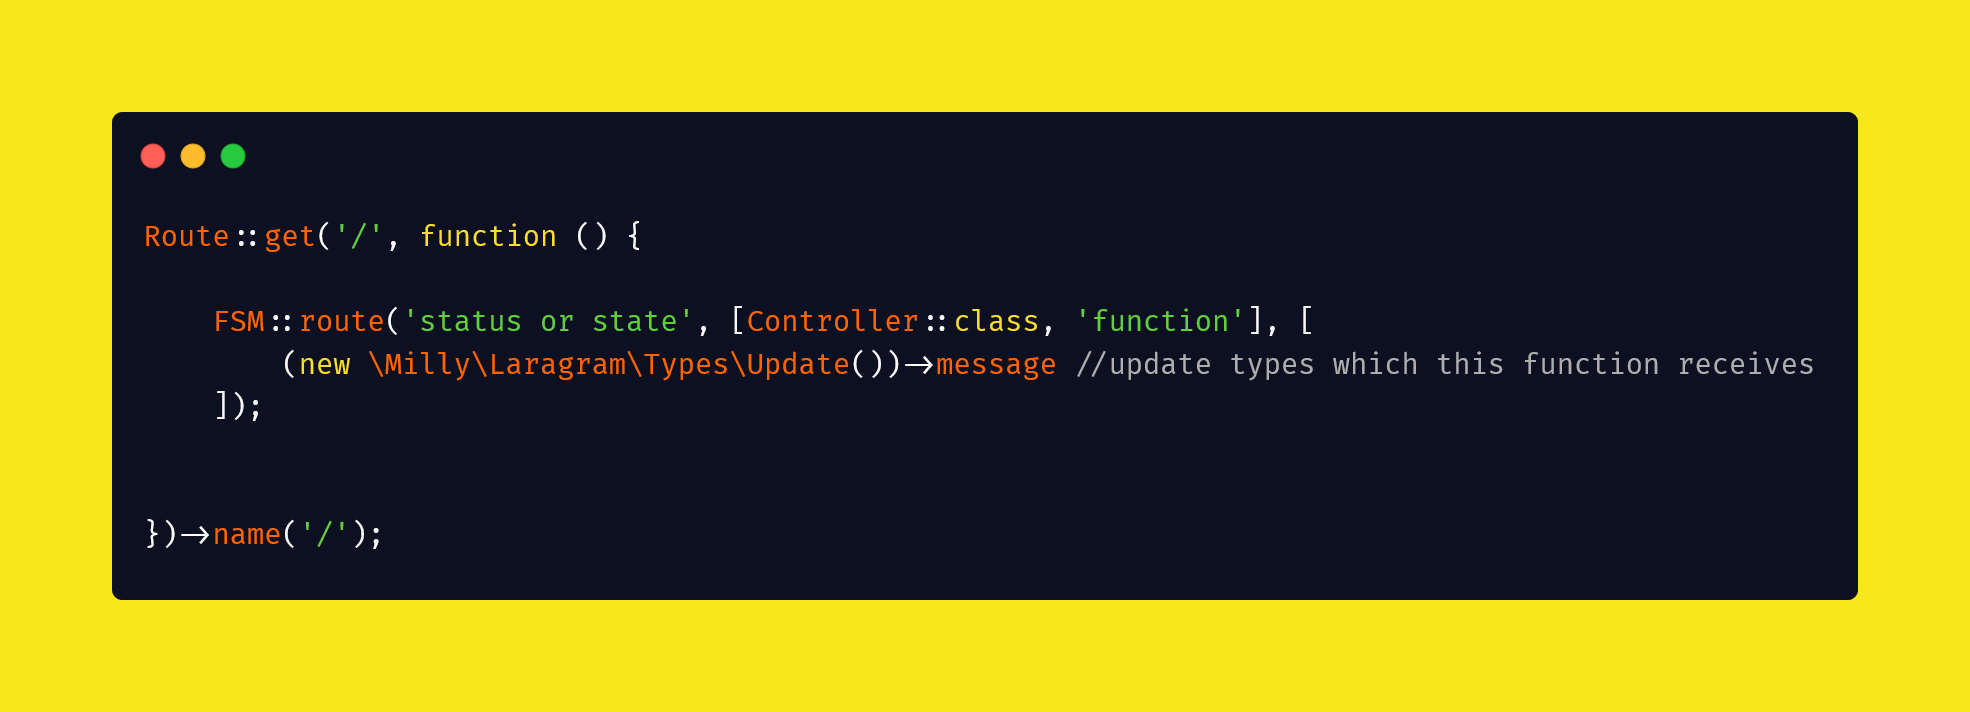 Route::get('/', function () {
FSM::route('status or state', [Controller::class, 'function'], [
(new \Milly\Laragram\Types\Update())->message //update types which this function receives
]);
})->name('/');